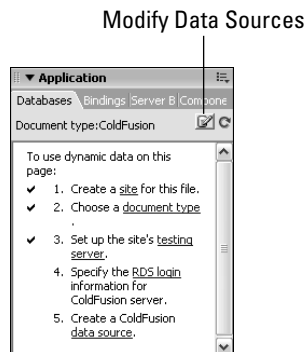 Modify Data Sources
▼ Application
Databases Bindings Server B Compone
Document type:ColdFusion
To use dynamic data on this
page:
✔ 1. Create a site for this file.
✔ 2. Choose a document type
.
✔ 3. Set up the site's testing
server.
4. Specify the RDS login
information for
ColdFusion server.
5. Create a ColdFusion
data source.